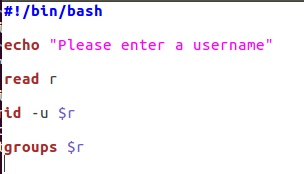 #!/bin/bash
echo "Please enter a username"
read r
id -u $r
groups $r